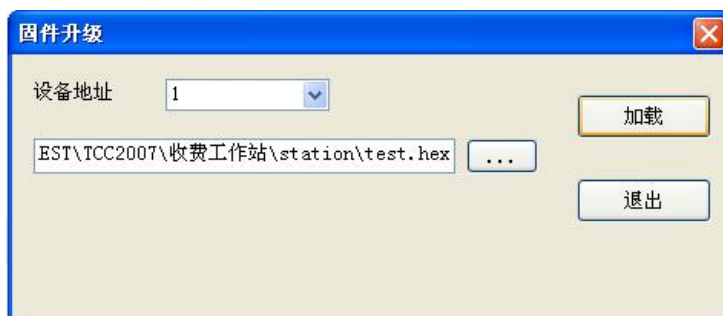 固件升级
设备地址 1
加载
EST\TCC2007\收费工作站\station\test.hex ...
退出